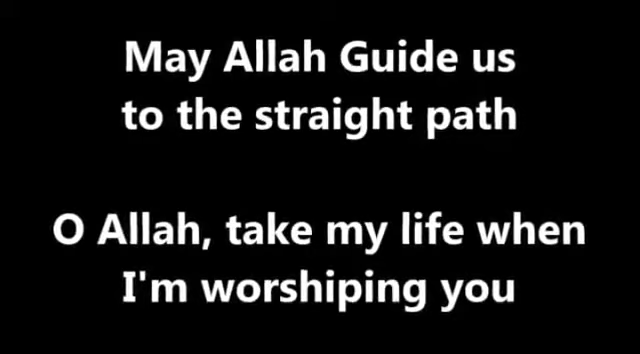 May Allah Guide us
to the straight path
O Allah, take my life when
I'm worshiping you